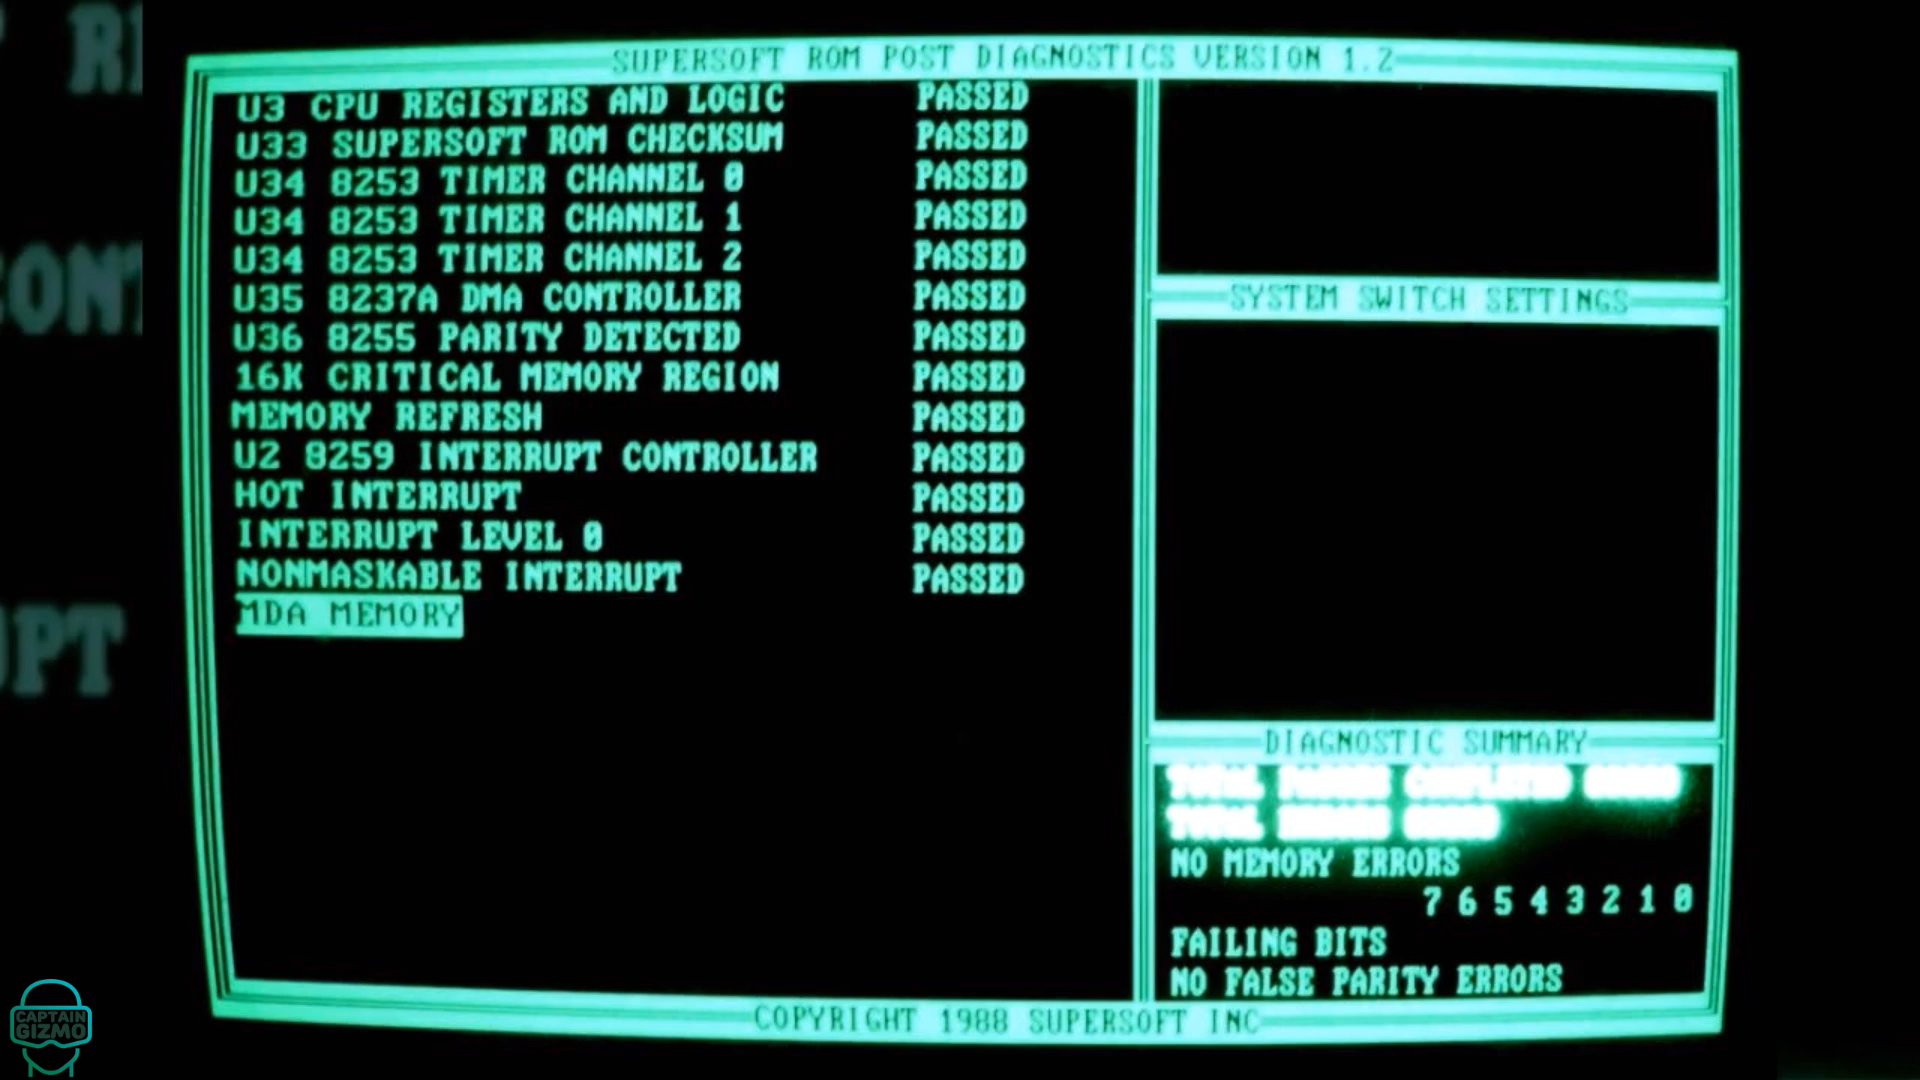 SUPERSOFT ROM POST DIAGNOSTICS VERSION 1.2
U3 CPU REGISTERS AND LOGIC PASSED
U33 SUPERSOFT ROM CHECKSUM PASSED
U34 8253 TIMER CHANNEL 0 PASSED
U34 8253 TIMER CHANNEL 1 PASSED
U34 8253 TIMER CHANNEL 2 PASSED
U35 8237A DMA CONTROLLER PASSED
U36 8255 PARITY DETECTED PASSED
16K CRITICAL MEMORY REGION PASSED
MEMORY REFRESH PASSED
U2 8259 INTERRUPT CONTROLLER PASSED
HOT INTERRUPT PASSED
INTERRUPT LEVEL 0 PASSED
NONMASKABLE INTERRUPT PASSED
MDA MEMORY
SYSTEM SWITCH SETTINGS
DIAGNOSTIC SUMMARY
TOTAL PASSES COMPLETED
TOTAL ERRORS
NO MEMORY ERRORS
7 6 5 4 3 2 1 0
FAILING BITS
NO FALSE PARITY ERRORS
COPYRIGHT 1988 SUPERSOFT INC
CAPTAIN
GIZMO